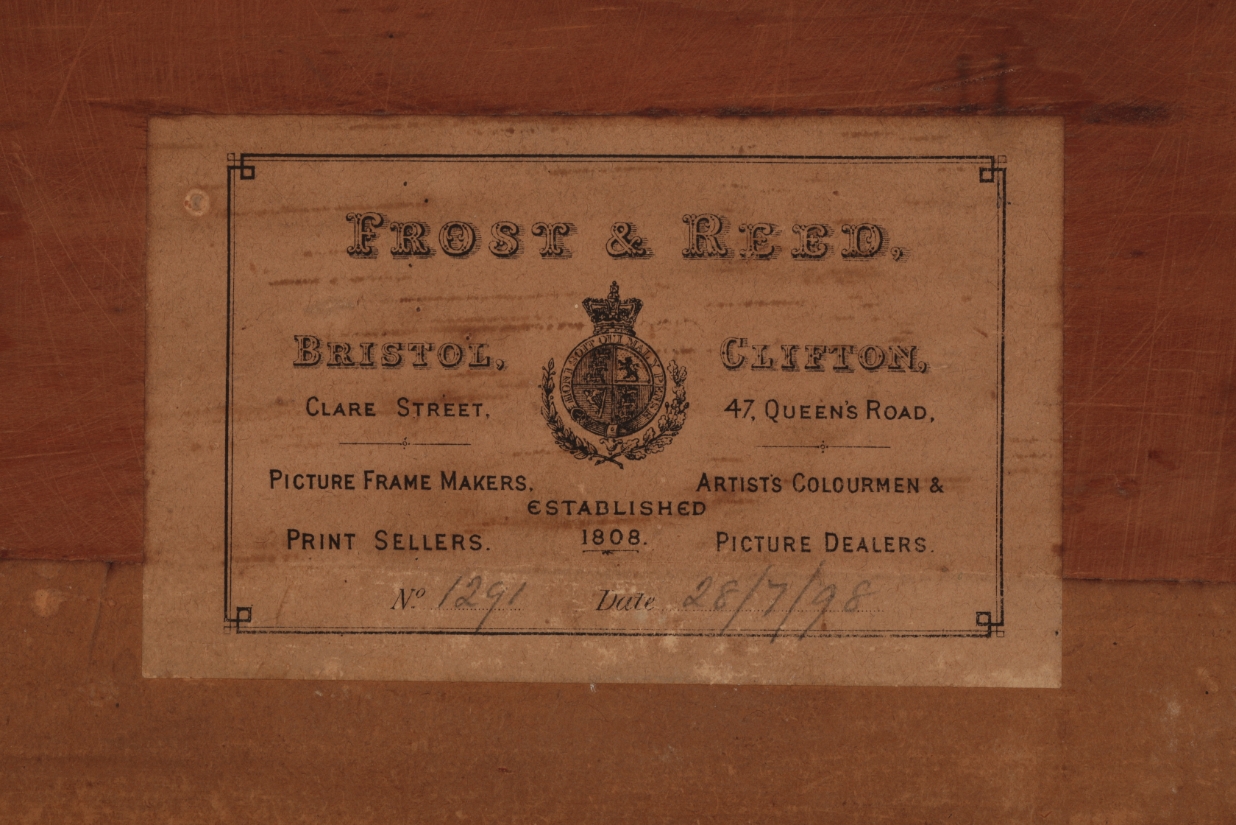 FROST & REED,
BRISTOL,
CLARE STREET,
PICTURE FRAME MAKERS.
PRINT SELLERS.
CLIFTON,
47, QUEEN'S ROAD,
ARTIST'S COLOURMEN &
PICTURE DEALERS.
ESTABLISHED
1808.
No. 1291 Date 28/7/98